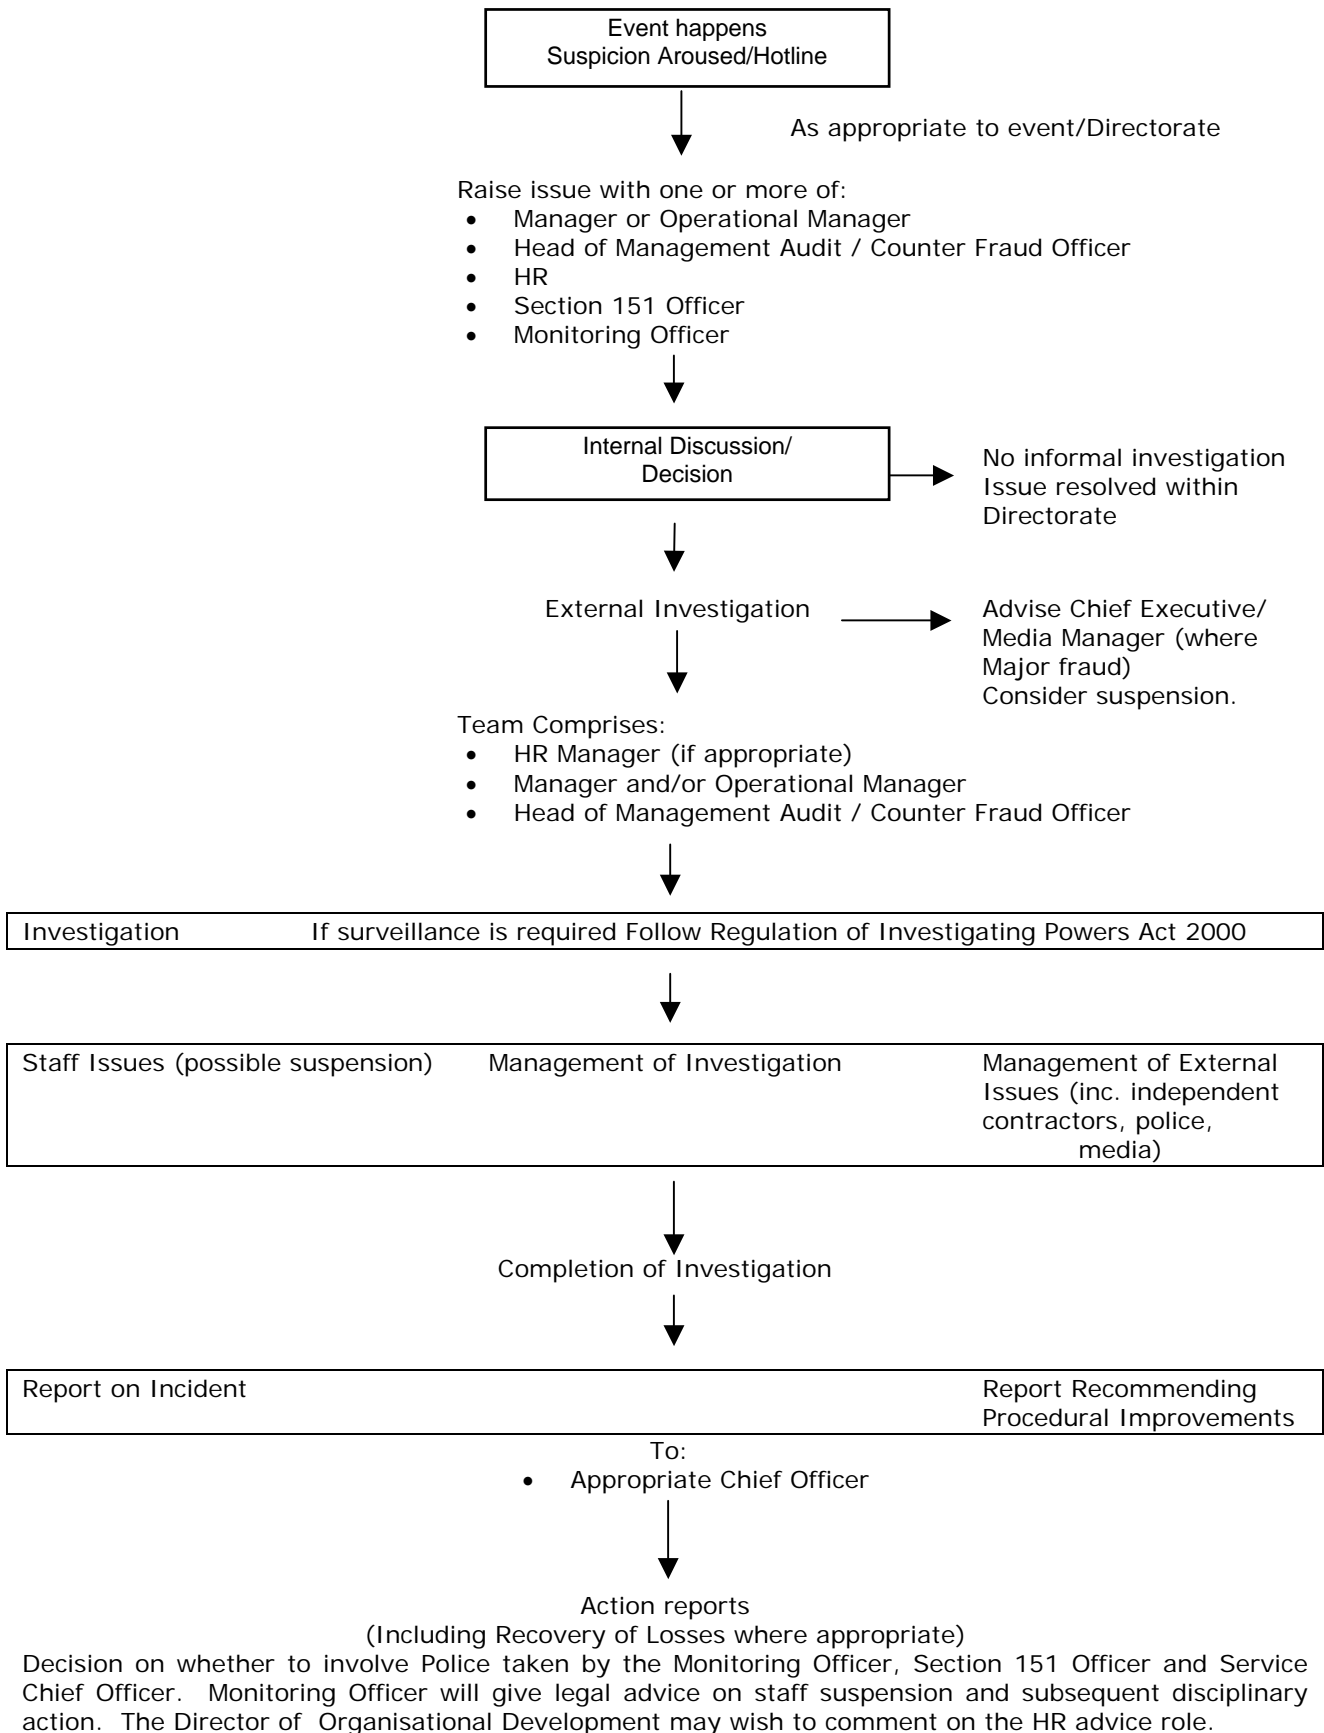 Event happens
Suspicion Aroused/Hotline
As appropriate to event/Directorate
Raise issue with one or more of:
• Manager or Operational Manager
• Head of Management Audit / Counter Fraud Officer
• HR
• Section 151 Officer
• Monitoring Officer
Internal Discussion/
Decision
No informal investigation
Issue resolved within
Directorate
External Investigation
Advise Chief Executive/
Media Manager (where
Major fraud)
Consider suspension.
Team Comprises:
• HR Manager (if appropriate)
• Manager and/or Operational Manager
• Head of Management Audit / Counter Fraud Officer
Investigation If surveillance is required Follow Regulation of Investigating Powers Act 2000
Staff Issues (possible suspension)
Management of Investigation
Management of External
Issues (inc. independent
contractors, police,
media)
Completion of Investigation
Report on Incident
Report Recommending
Procedural Improvements
To:
• Appropriate Chief Officer
Action reports
(Including Recovery of Losses where appropriate)
Decision on whether to involve Police taken by the Monitoring Officer, Section 151 Officer and Service
Chief Officer. Monitoring Officer will give legal advice on staff suspension and subsequent disciplinary
action. The Director of Organisational Development may wish to comment on the HR advice role.